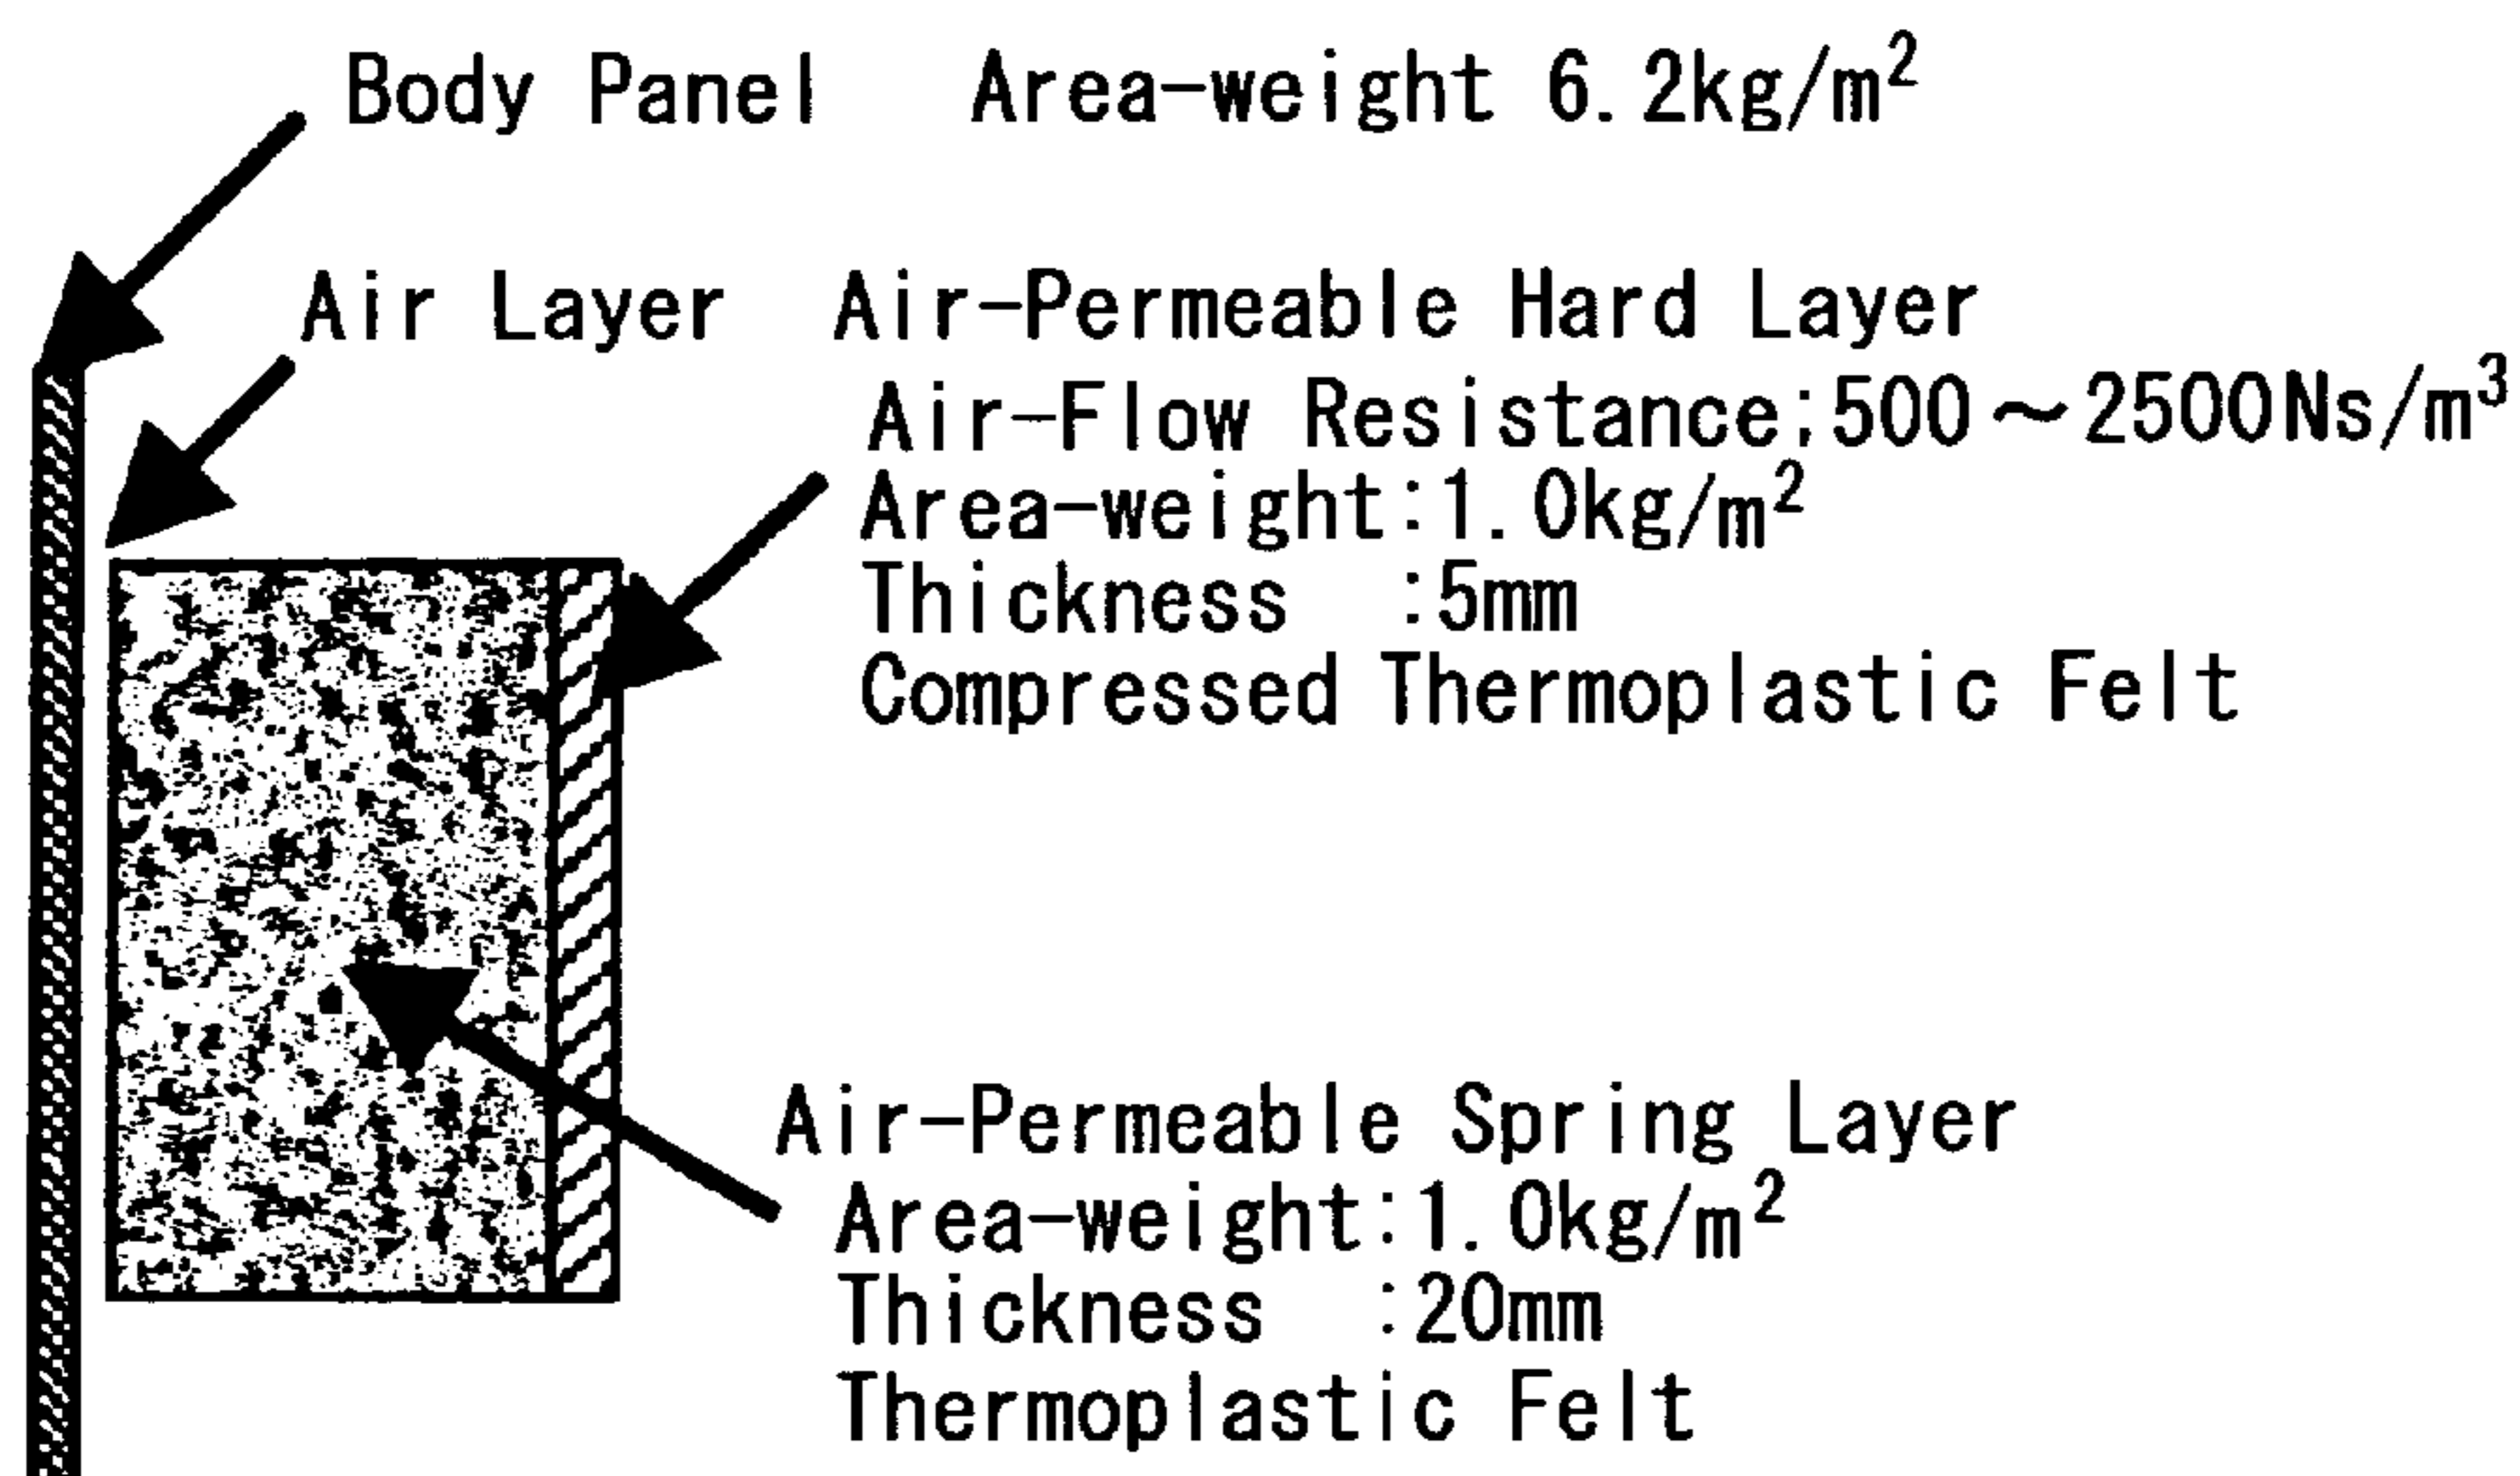 Body Panel Area-weight 6.2kg/m²
Air Layer Air-Permeable Hard Layer
Air-Flow Resistance;500~2500Ns/m³
Area-weight:1.0kg/m²
Thickness :5mm
Compressed Thermoplastic Felt
Air-Permeable Spring Layer
Area-weight:1.0kg/m²
Thickness :20mm
Thermoplastic Felt